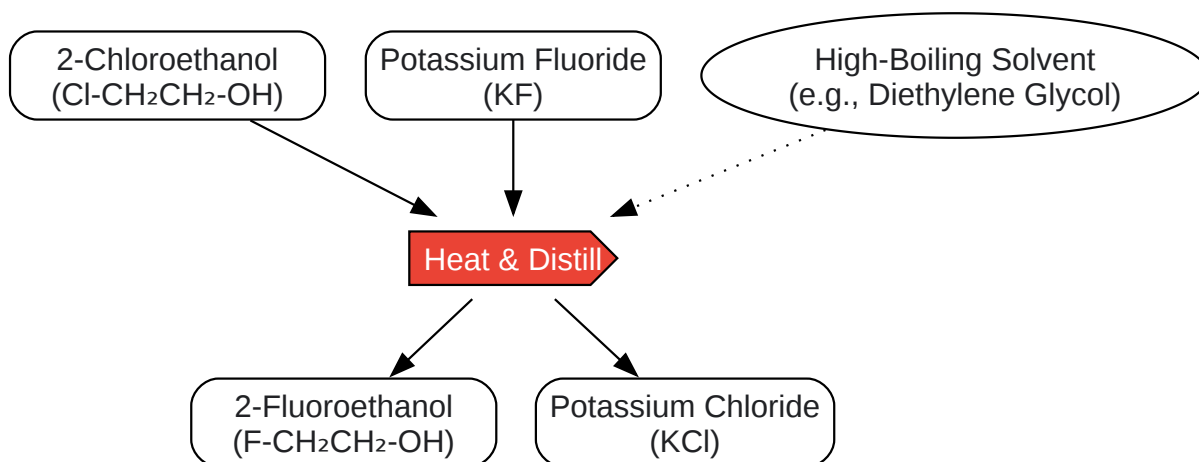 2-Chloroethanol
(Cl-CH₂CH₂-OH)
Potassium Fluoride
(KF)
High-Boiling Solvent
(e.g., Diethylene Glycol)
Heat & Distill
2-Fluoroethanol
(F-CH₂CH₂-OH)
Potassium Chloride
(KCl)